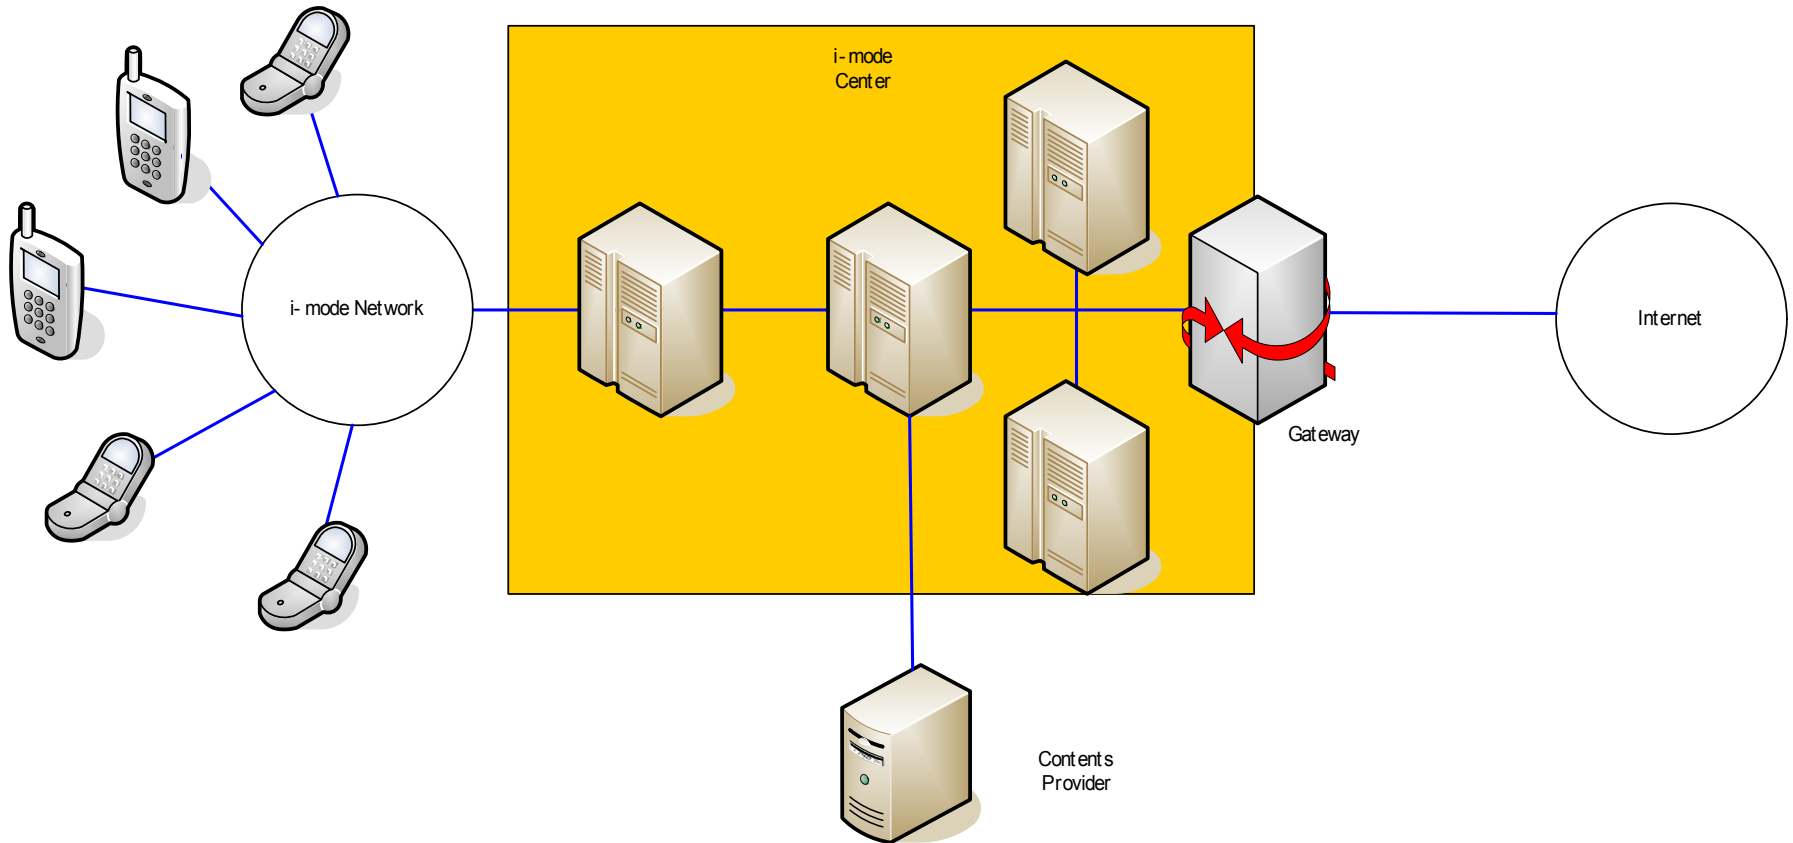 i-mode
Center
i-mode Network
Internet
Gateway
Contents
Provider